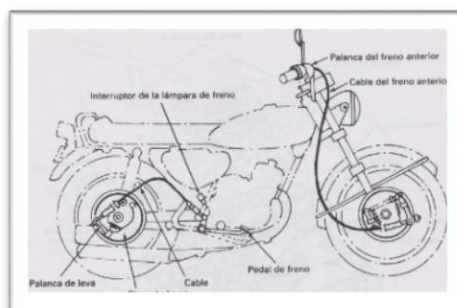 Palanca del freno anterior
Cable del freno anterio
Interruptor de la lámpara de freno
Pedal de freno
Palanca de leva
Cable